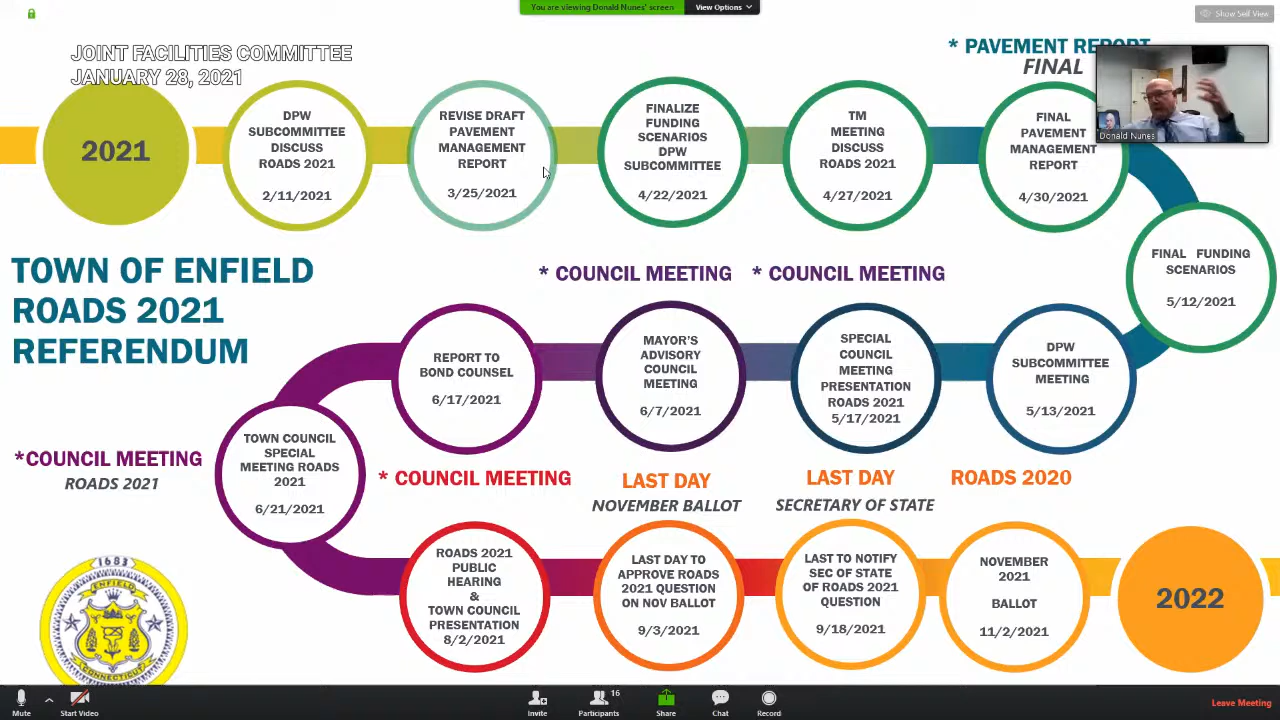 You are viewing Donald Nunes' screen
View Options
Show Self View
JOINT FACILITIES COMMITTEE
JANUARY 28, 2021
* PAVEMENT REPORT
FINAL
Donald Nunes
2021
DPW
SUBCOMMITTEE
DISCUSS
ROADS 2021
2/11/2021
REVISE DRAFT
PAVEMENT
MANAGEMENT
REPORT
3/25/2021
FINALIZE
FUNDING
SCENARIOS
DPW
SUBCOMMITTEE
4/22/2021
TM
MEETING
DISCUSS
ROADS 2021
4/27/2021
FINAL
PAVEMENT
MANAGEMENT
REPORT
4/30/2021
FINAL FUNDING
SCENARIOS
5/12/2021
TOWN OF ENFIELD
ROADS 2021
REFERENDUM
* COUNCIL MEETING
* COUNCIL MEETING
REPORT TO
BOND COUNSEL
6/17/2021
MAYOR'S
ADVISORY
COUNCIL
MEETING
6/7/2021
SPECIAL
COUNCIL
MEETING
PRESENTATION
ROADS 2021
5/17/2021
DPW
SUBCOMMITTEE
MEETING
5/13/2021
*COUNCIL MEETING
ROADS 2021
TOWN COUNCIL
SPECIAL
MEETING ROADS
2021
6/21/2021
* COUNCIL MEETING
LAST DAY
NOVEMBER BALLOT
LAST DAY
SECRETARY OF STATE
ROADS 2020
ROADS 2021
PUBLIC
HEARING
&
TOWN COUNCIL
PRESENTATION
8/2/2021
LAST DAY TO
APPROVE ROADS
2021 QUESTION
ON NOV BALLOT
9/3/2021
LAST TO NOTIFY
SEC OF STATE
OF ROADS 2021
QUESTION
9/18/2021
NOVEMBER
2021
BALLOT
11/2/2021
2022
1683
ENFIELD
CONNECTICUT
Mute
Start Video
Invite
Participants
16
Share
Chat
Record
Leave Meeting